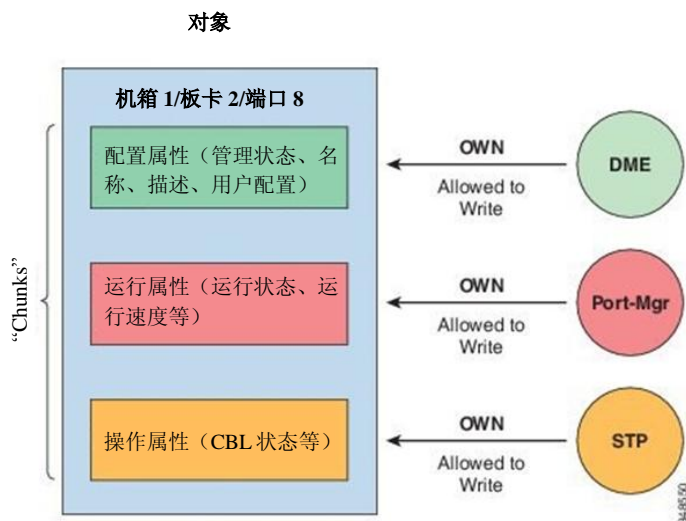 对象
机箱 1/板卡 2/端口 8
“Chunks”
配置属性（管理状态、名
称、描述、用户配置）
OWN
Allowed to
Write
DME
运行属性（运行状态、运
行速度等）
OWN
Allowed to
Write
Port-Mgr
操作属性（CBL 状态等）
OWN
Allowed to
Write
STP